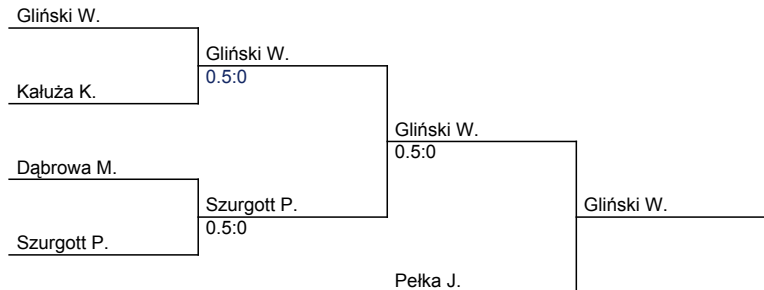 Gliński W.
Gliński W.
0.5:0
Kałuża K.
Gliński W.
0.5:0
Dąbrowa M.
Szurgott P.
0.5:0
Gliński W.
Szurgott P.
Pełka J.